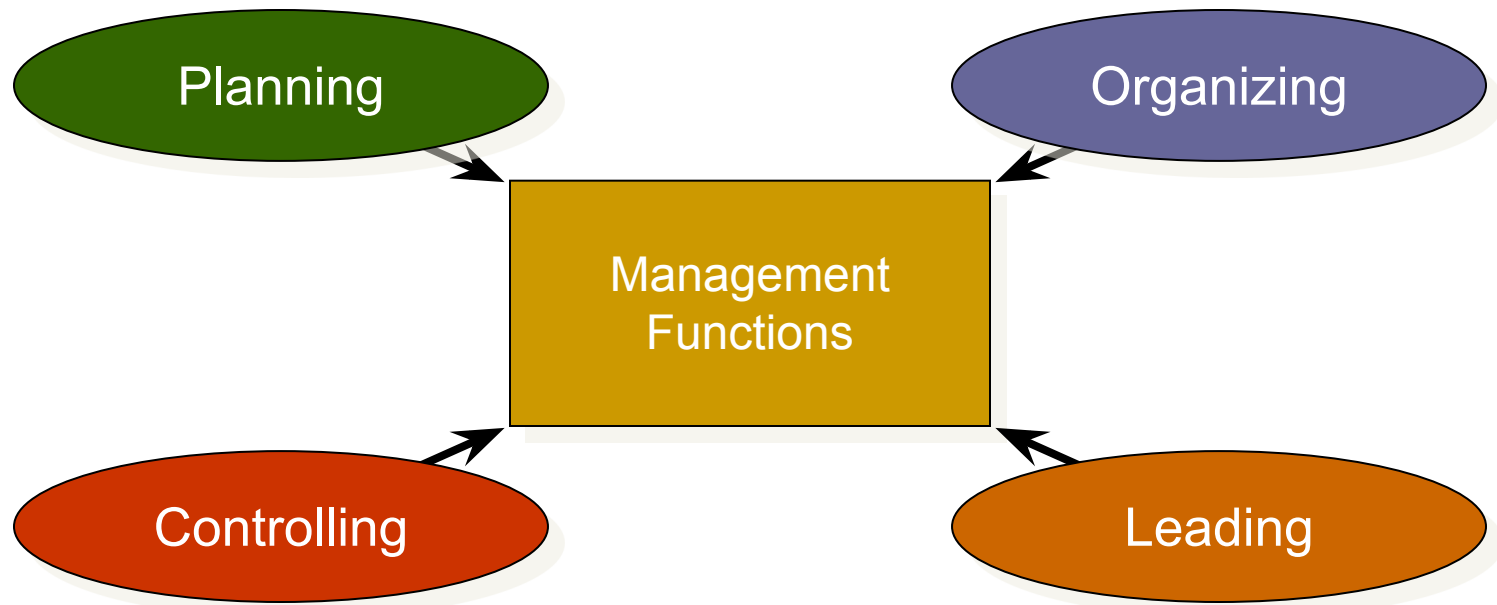 Planning
Organizing
Management
Functions
Controlling
Leading